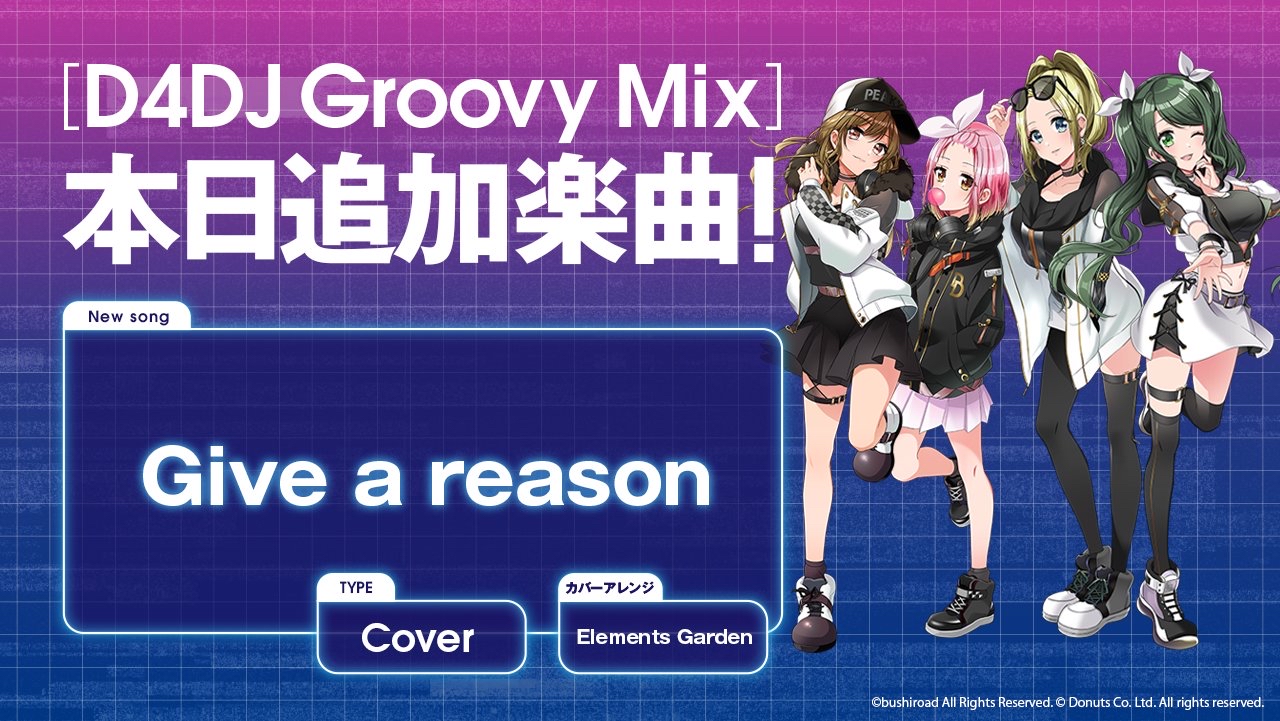 [D4DJ Groovy Mix]
本日追加楽曲!
New song
Give a reason
TYPE
Cover
カバーアレンジ
Elements Garden
©bushiroad All Rights Reserved. © Donuts Co. Ltd. All rights reserved.